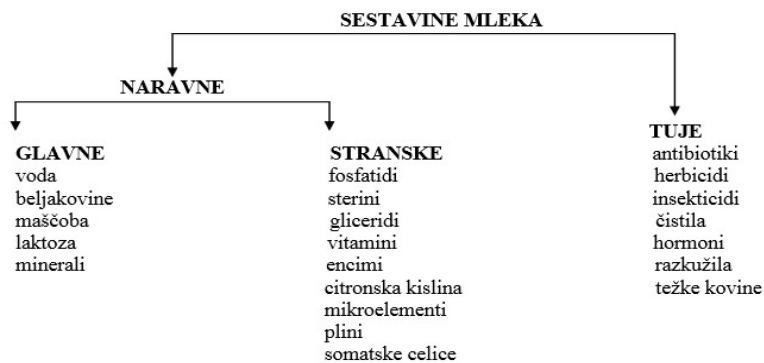 SESTAVINE MLEKA
NARAVNE
GLAVNE
voda
beljakovine
maščoba
laktoza
minerali
STRANSKE
fosfatidi
sterini
gliceridi
vitamini
encimi
citronska kislina
mikroelementi
plini
somatske celice
TUJE
antibiotiki
herbicidi
insekticidi
čistila
hormoni
razkužila
težke kovine